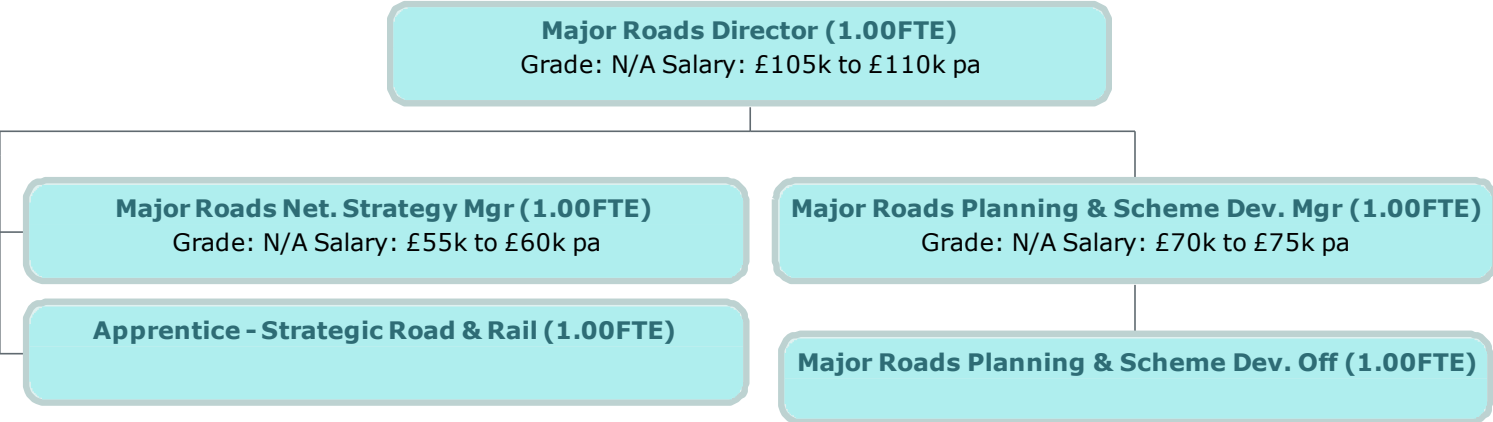 Major Roads Director (1.00FTE)
Grade: N/A Salary: £105k to £110k pa
Major Roads Net. Strategy Mgr (1.00FTE)
Grade: N/A Salary: £55k to £60k pa
Major Roads Planning & Scheme Dev. Mgr (1.00FTE)
Grade: N/A Salary: £70k to £75k pa
Apprentice - Strategic Road & Rail (1.00FTE)
Major Roads Planning & Scheme Dev. Off (1.00FTE)